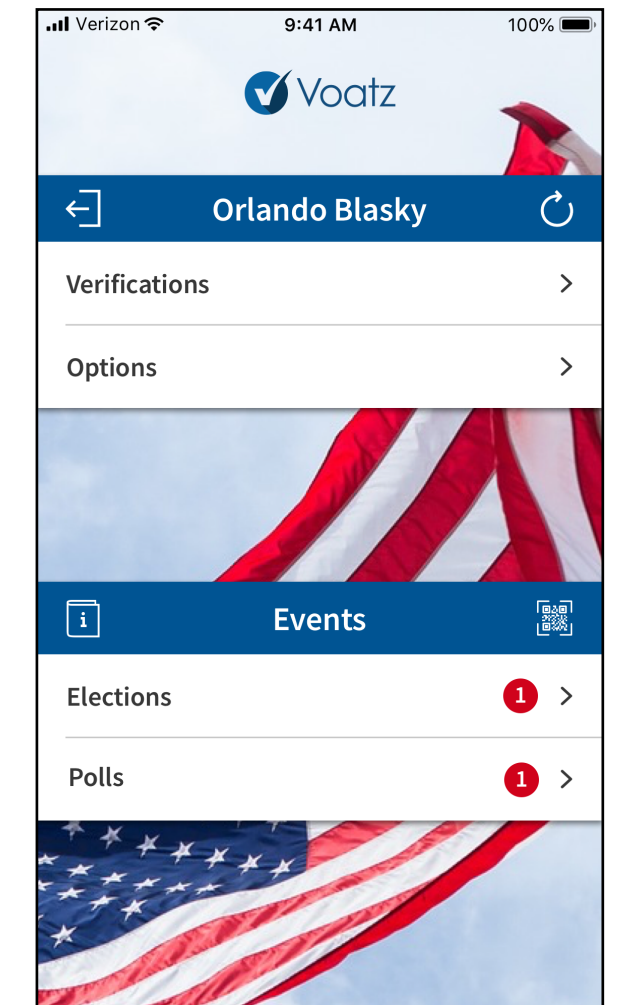 Verizon 9:41 AM 100%
Voatz
Orlando Blasky
Verifications
Options
i Events
Elections 1
Polls 1